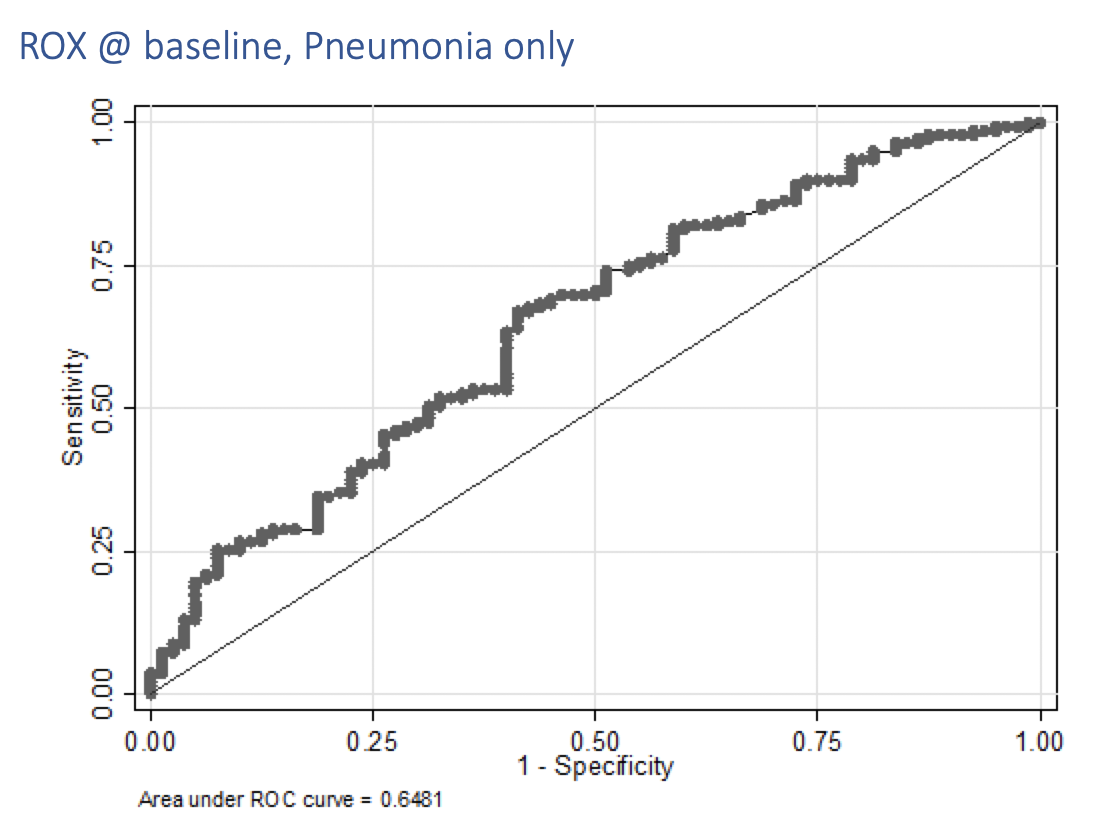 ROX @ baseline, Pneumonia only
1.00
0.75
0.50
0.25
0.00
Sensitivity
0.00 0.25 0.50 0.75 1.00
1 - Specificity
Area under ROC curve = 0.6481